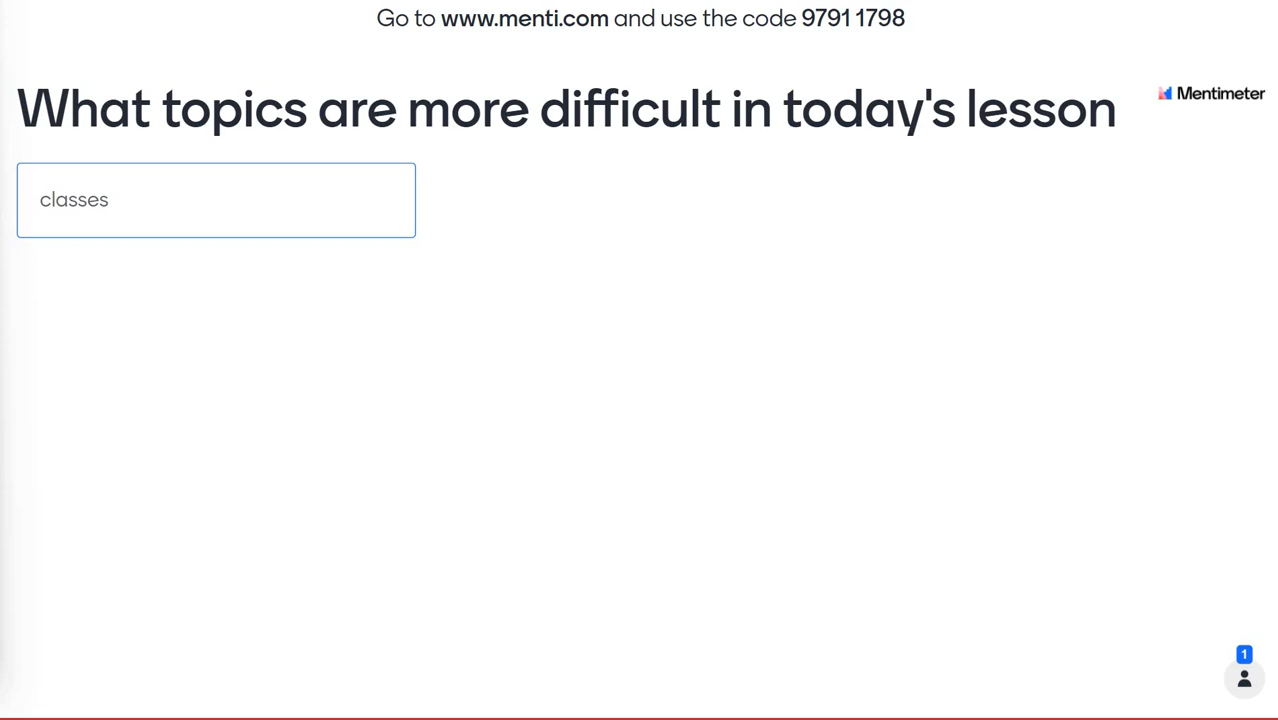 Go to www.menti.com and use the code 9791 1798
What topics are more difficult in today's lesson
Mentimeter
classes
1